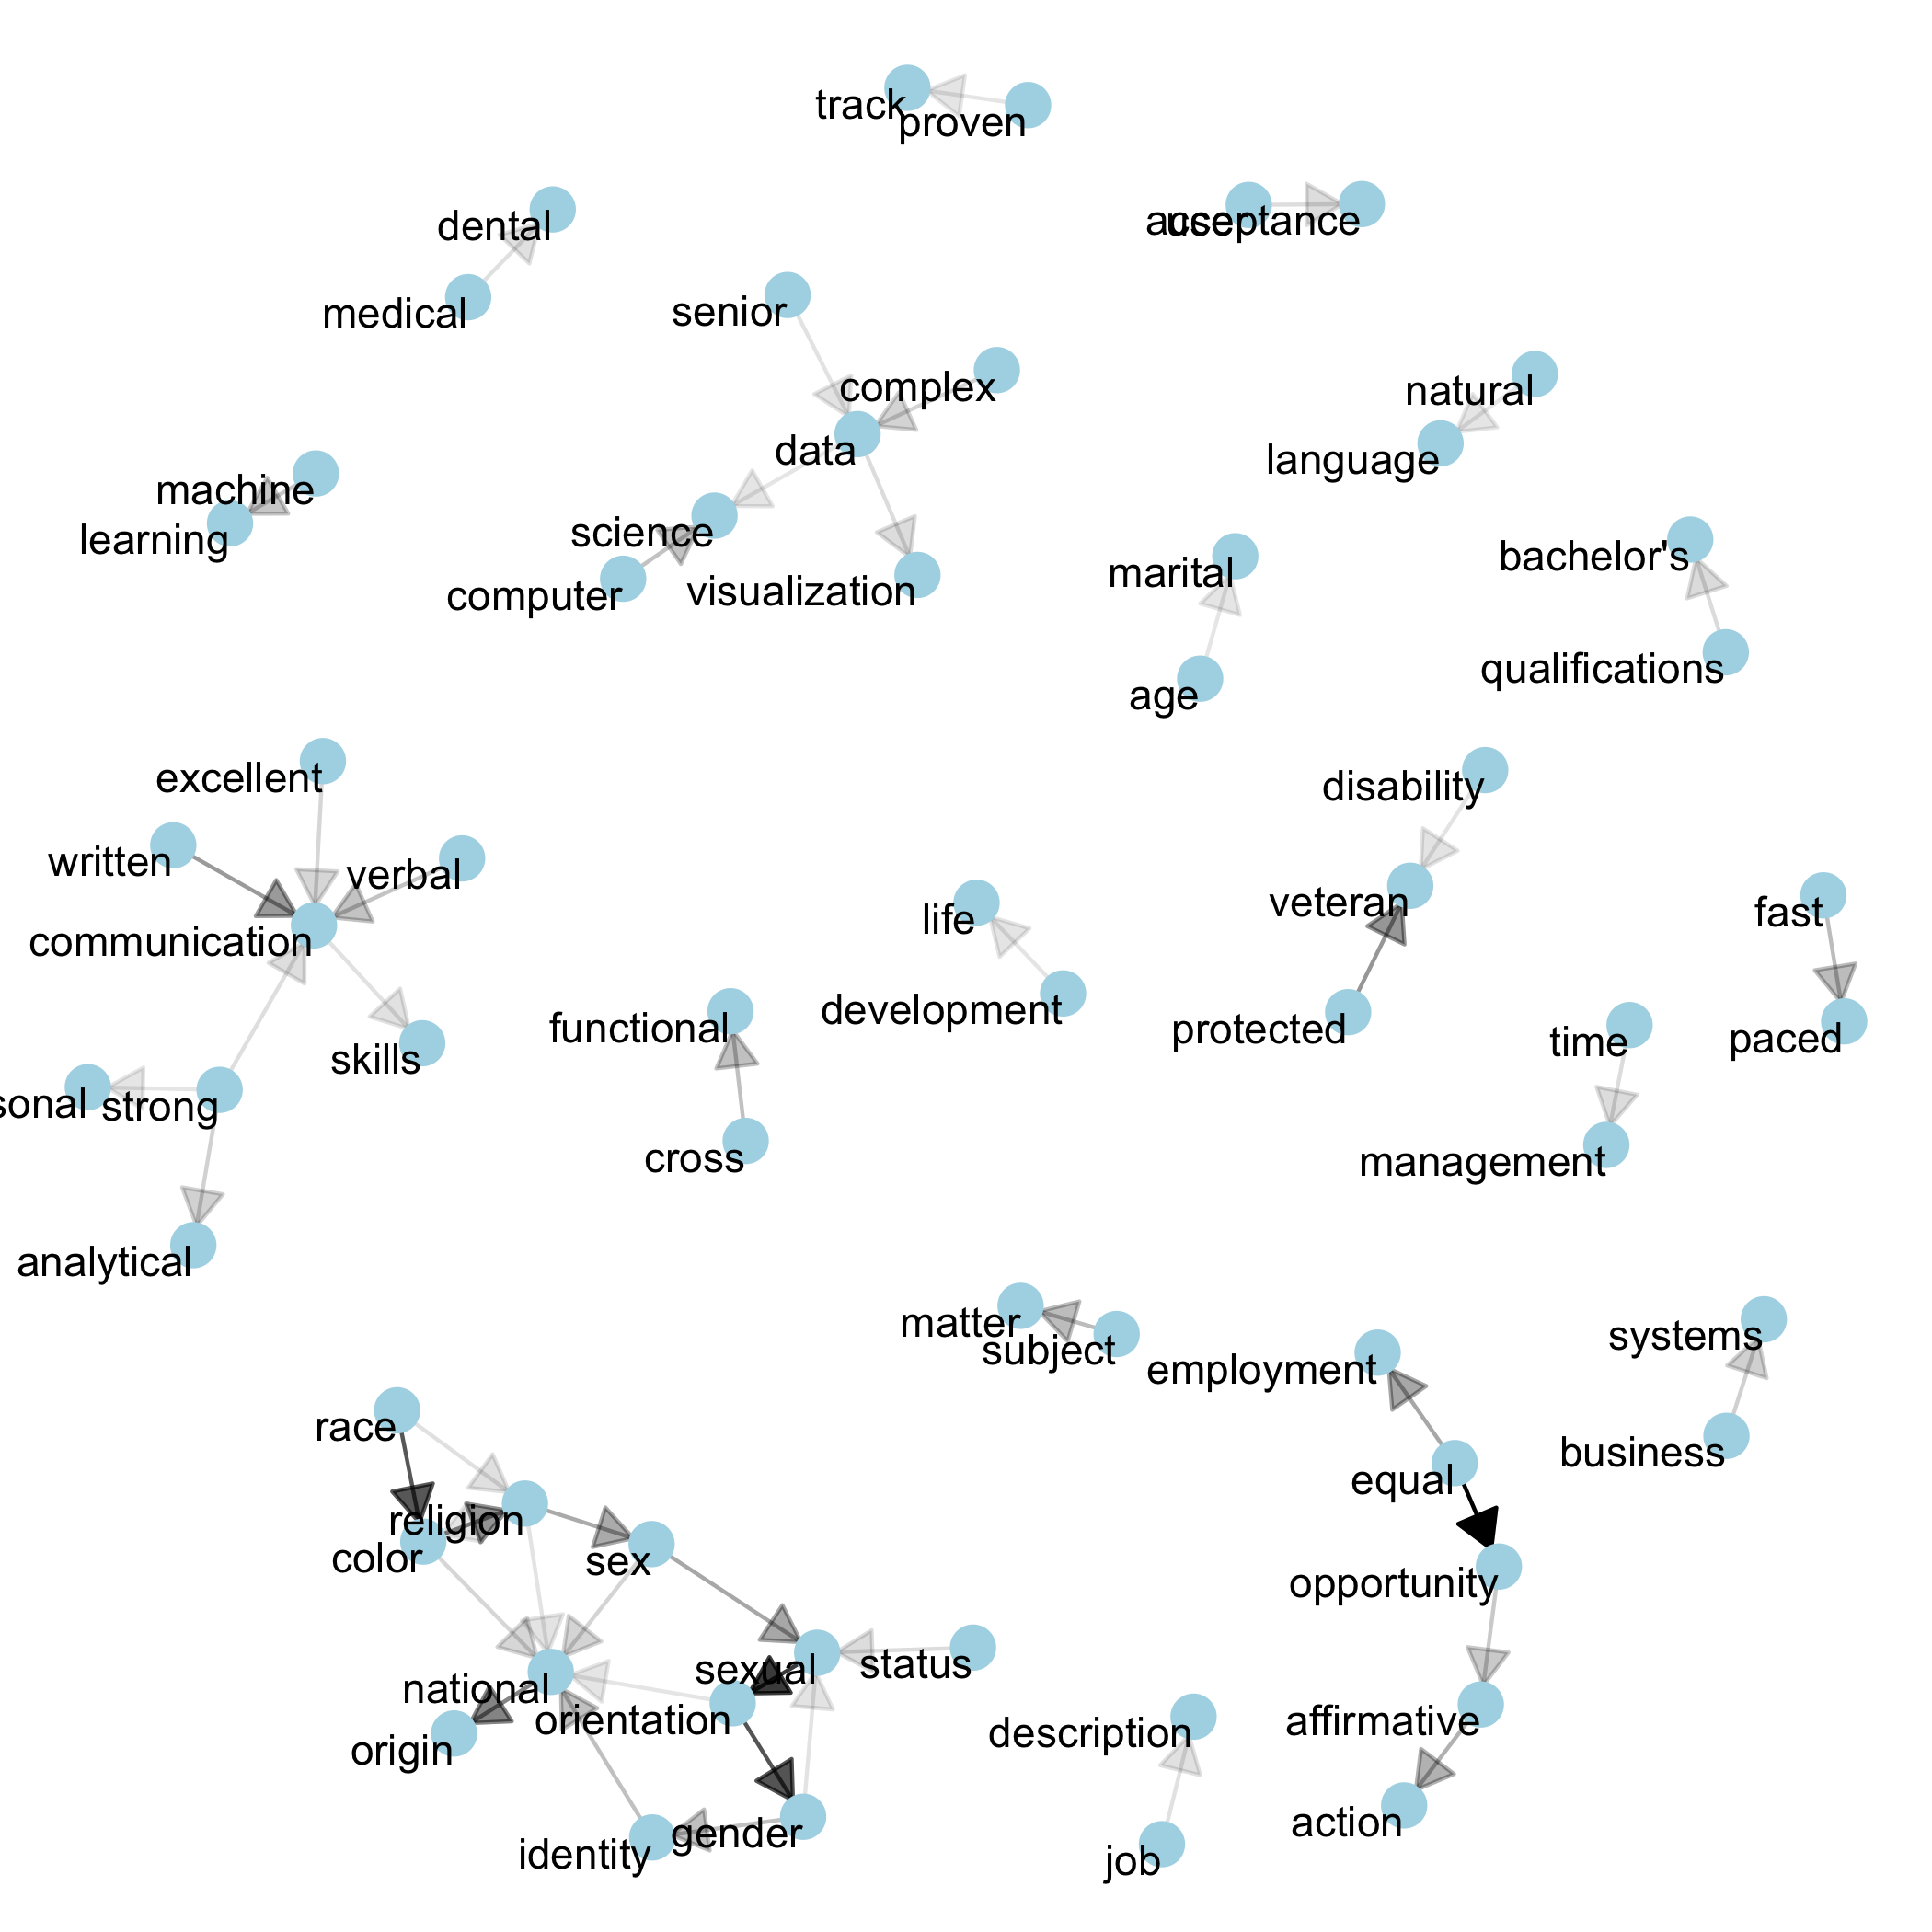 track
proven
dental
acceptance
user
medical
senior
complex
natural
data
language
machine
science
learning
bachelor's
marital
computer
visualization
qualifications
age
excellent
disability
written
verbal
veteran
fast
life
communication
development
functional
protected
time
paced
skills
sonal
strong
cross
management
analytical
matter
systems
subject
employment
race
business
equal
religion
color
sex
opportunity
status
sexual
national
orientation
affirmative
description
origin
action
gender
identity
job